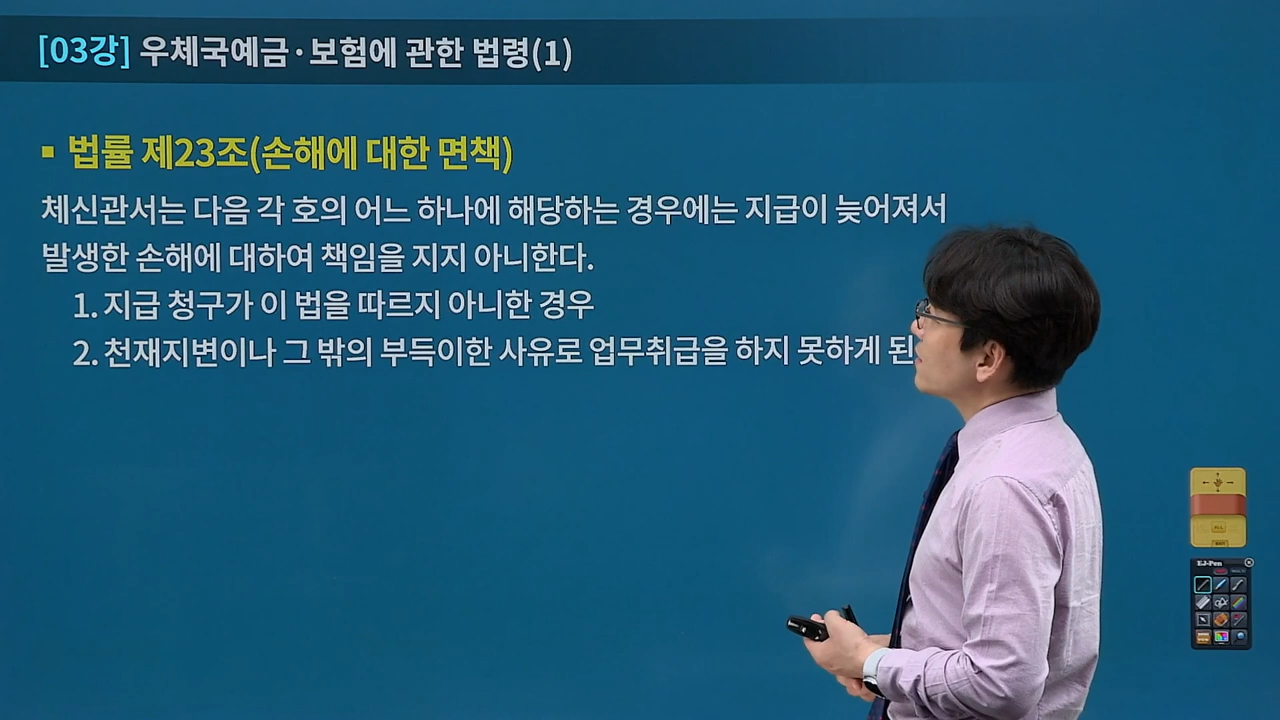 [03강] 우체국예금·보험에 관한 법령(1)
▪ 법률 제23조(손해에 대한 면책)
체신관서는 다음 각 호의 어느 하나에 해당하는 경우에는 지급이 늦어져서
발생한 손해에 대하여 책임을 지지 아니한다.
1. 지급 청구가 이 법을 따르지 아니한 경우
2. 천재지변이나 그 밖의 부득이한 사유로 업무취급을 하지 못하게 된
ALL
EJ-Pen